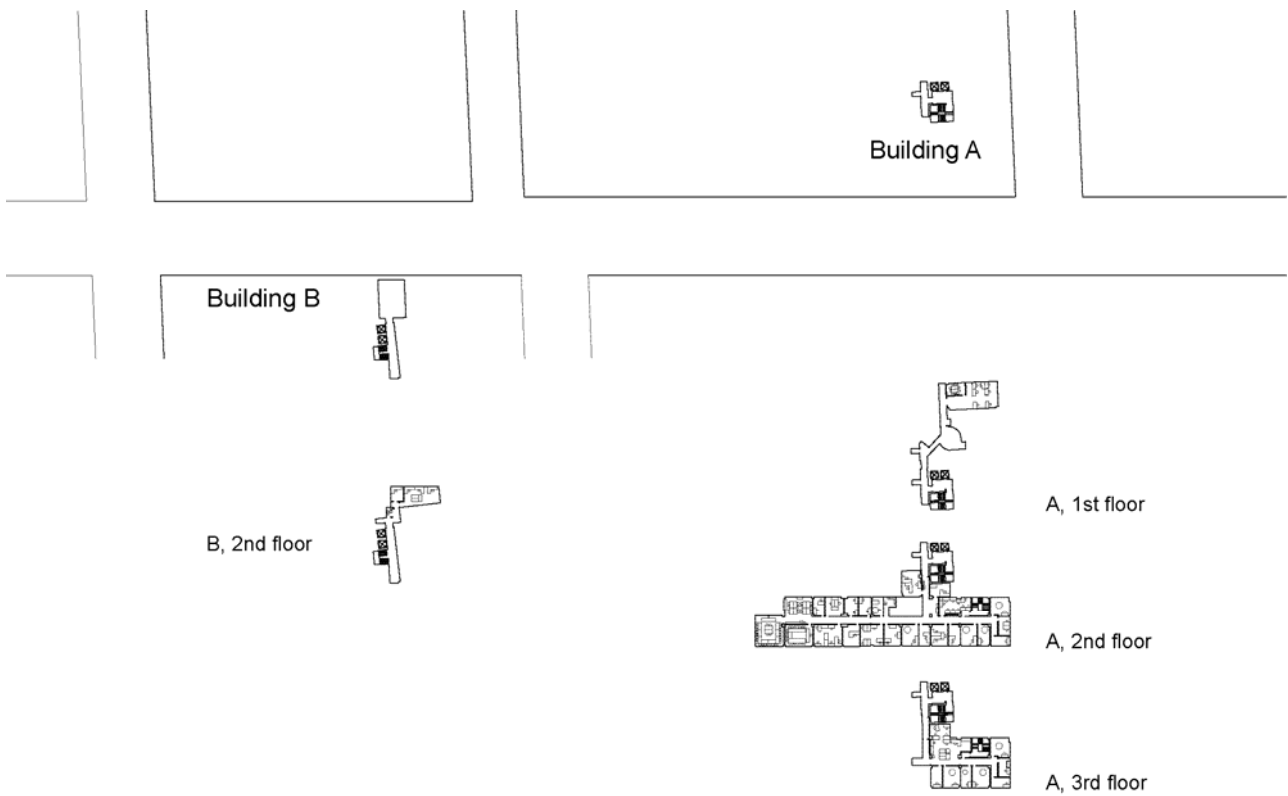 Building A
Building B
A, 1st floor
B, 2nd floor
A, 2nd floor
A, 3rd floor